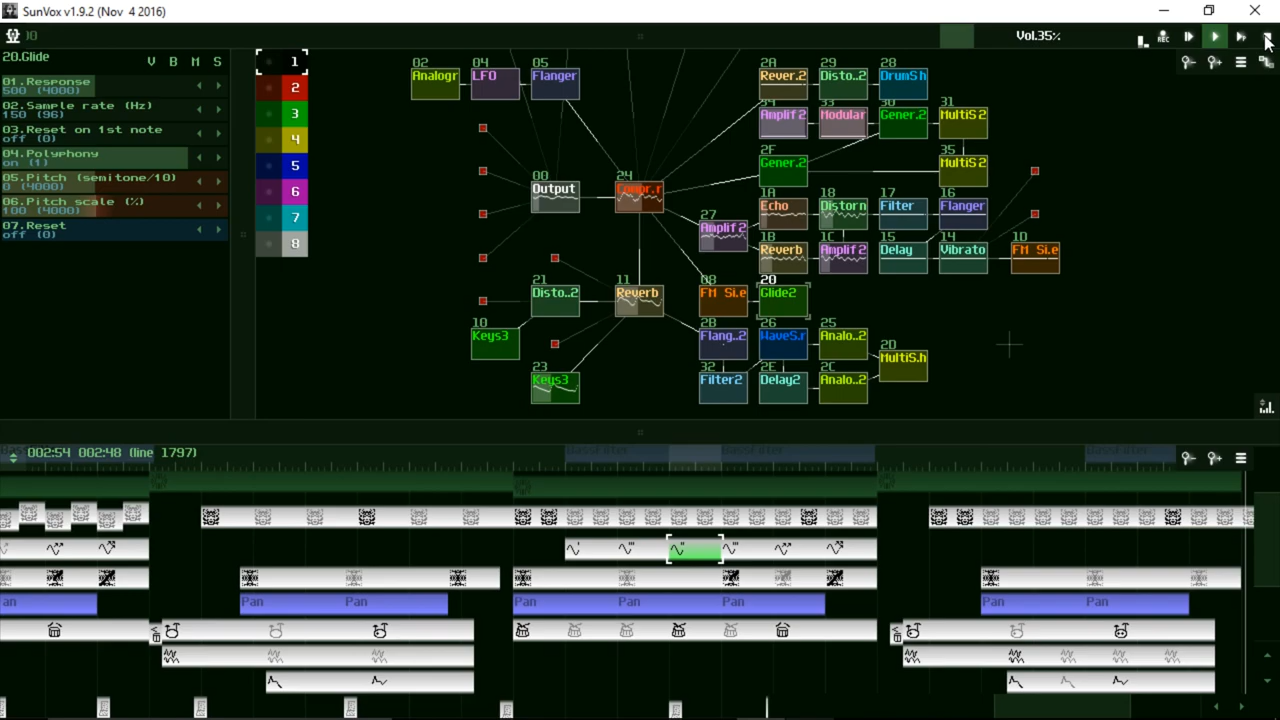 SunVox v1.9.2 (Nov 4 2016)
Vol.35%
REC
20.Glide
V B M S
01.Response
500 (4000)
02.Sample rate (Hz)
150 (96)
03.Reset on 1st note
off (0)
04.Polyphony
on (1)
05.Pitch (semitone/10)
0 (4000)
06.Pitch scale (%)
100 (4000)
07.Reset
off (0)
1
2
3
4
5
6
7
8
02 04 05
Analogr LFO Flanger
2A 29 28
Rever.2 Disto..2 DrumSh
30 31
Amplif2 Modular Gener.2 MultiS2
2F 35
Gener.2 MultiS2
00 24
Output
1A 18 17 16
Echo Distorn Filter Flanger
27
Amplif2
1B 1C 15 14 1D
Reverb Amplif2 Delay Vibrato FM Si.e
21 11 08 20
Disto..2 Reverb FM Si.e Glide2
10
Keys3
2B 26 25 2D
Flang..2 WaveS.r Analo..2 MultiS.h
23 32 2E 2C
Keys3 Filter2 Delay2 Analo..2
002:54 002:48 (line 1797)
BassFilter
an Pan Pan Pan Pan Pan Pan Pan